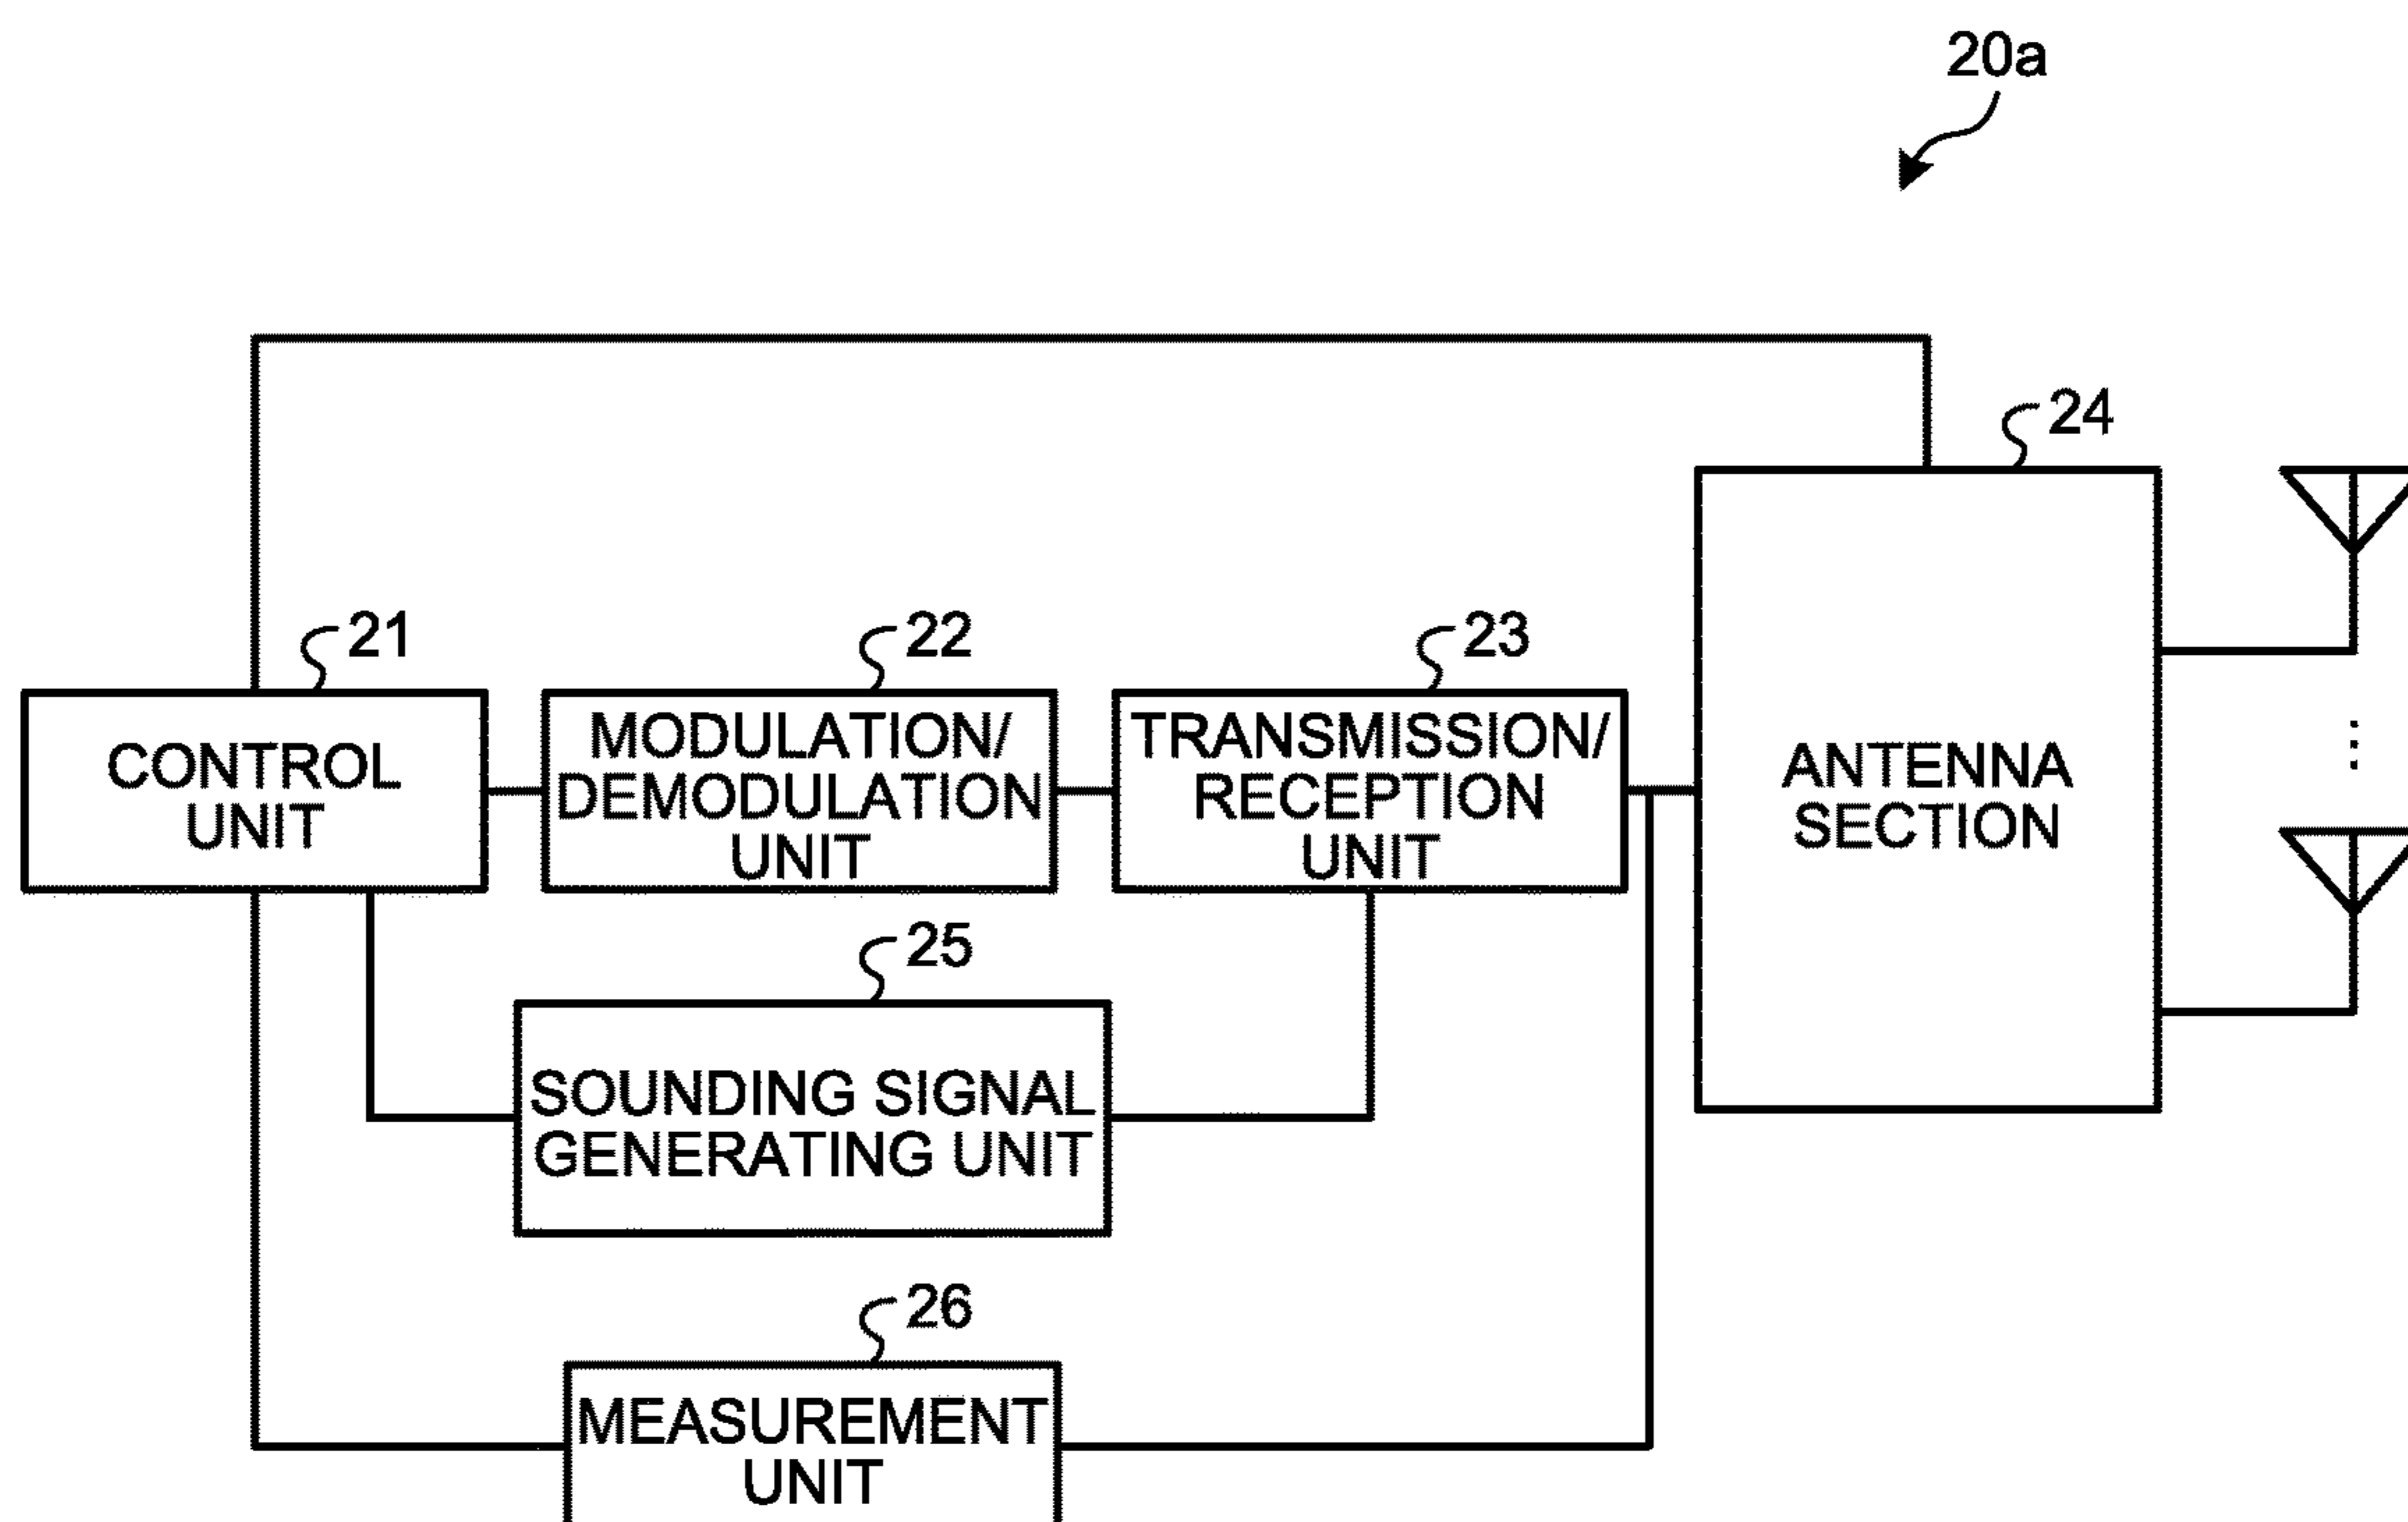 20a
24
21
22
23
CONTROL
UNIT
MODULATION/
DEMODULATION
UNIT
TRANSMISSION/
RECEPTION
UNIT
ANTENNA
SECTION
25
SOUNDING SIGNAL
GENERATING UNIT
26
MEASUREMENT
UNIT